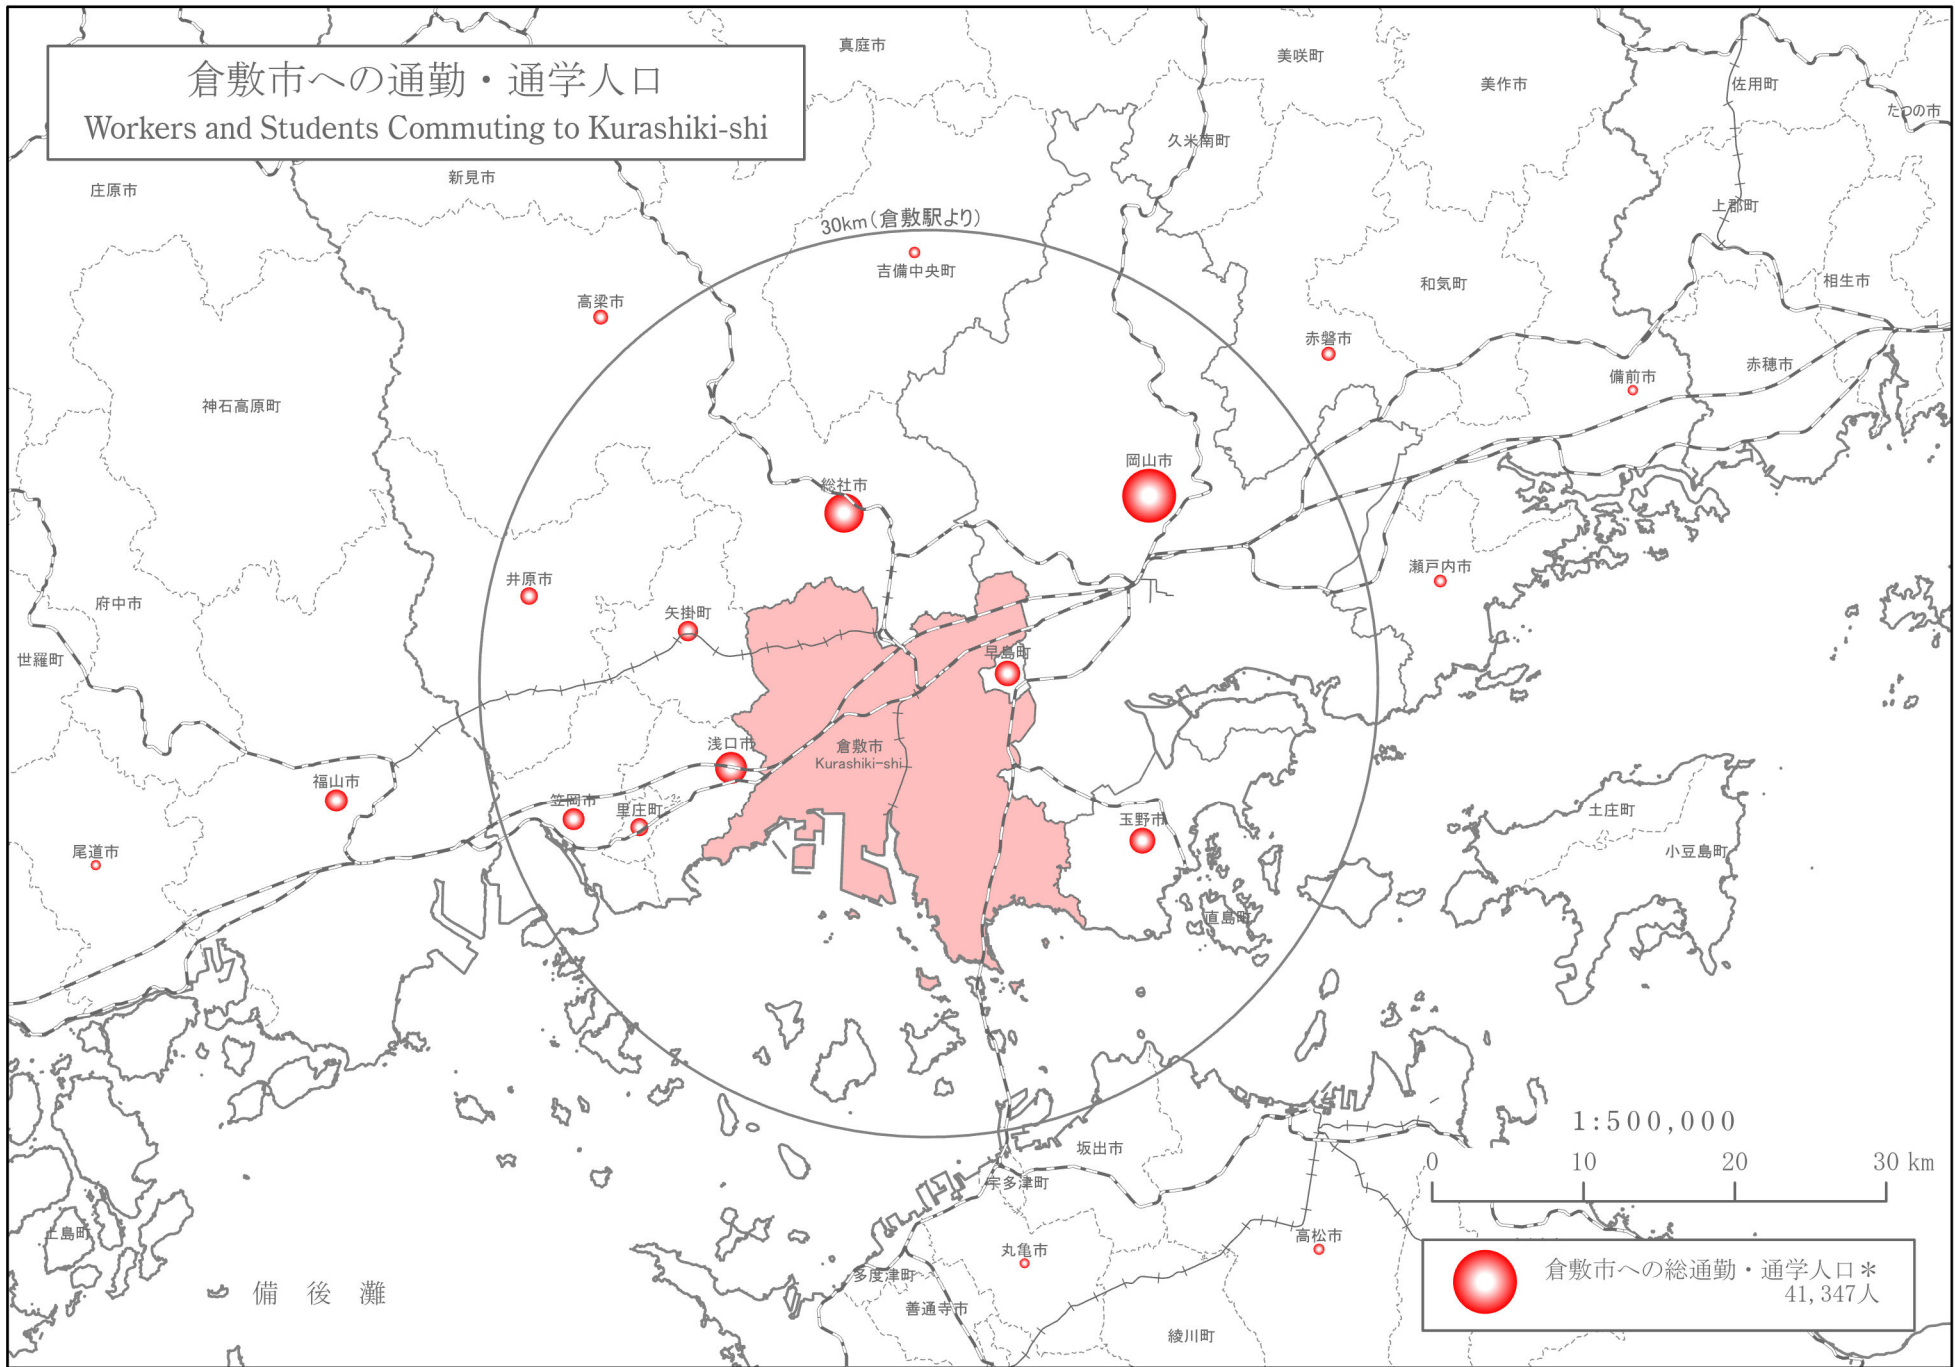 倉敷市への通勤・通学人口
Workers and Students Commuting to Kurashiki-shi
真庭市
美咲町
美作市
佐用町
たつの市
久米南町
新見市
庄原市
上郡町
30km(倉敷駅より)
吉備中央町
高梁市
和気町
相生市
赤磐市
赤穂市
備前市
神石高原町
岡山市
総社市
瀬戸内市
井原市
府中市
矢掛町
早島町
世羅町
浅口市
倉敷市
Kurashiki-shi
福山市
笠岡市
里庄町
玉野市
土庄町
尾道市
小豆島町
直島町
1:500,000
坂出市
0 10 20 30 km
宇多津町
上島町
丸亀市
高松市
多度津町
備後灘
善通寺市
綾川町
倉敷市への総通勤・通学人口＊
41,347人